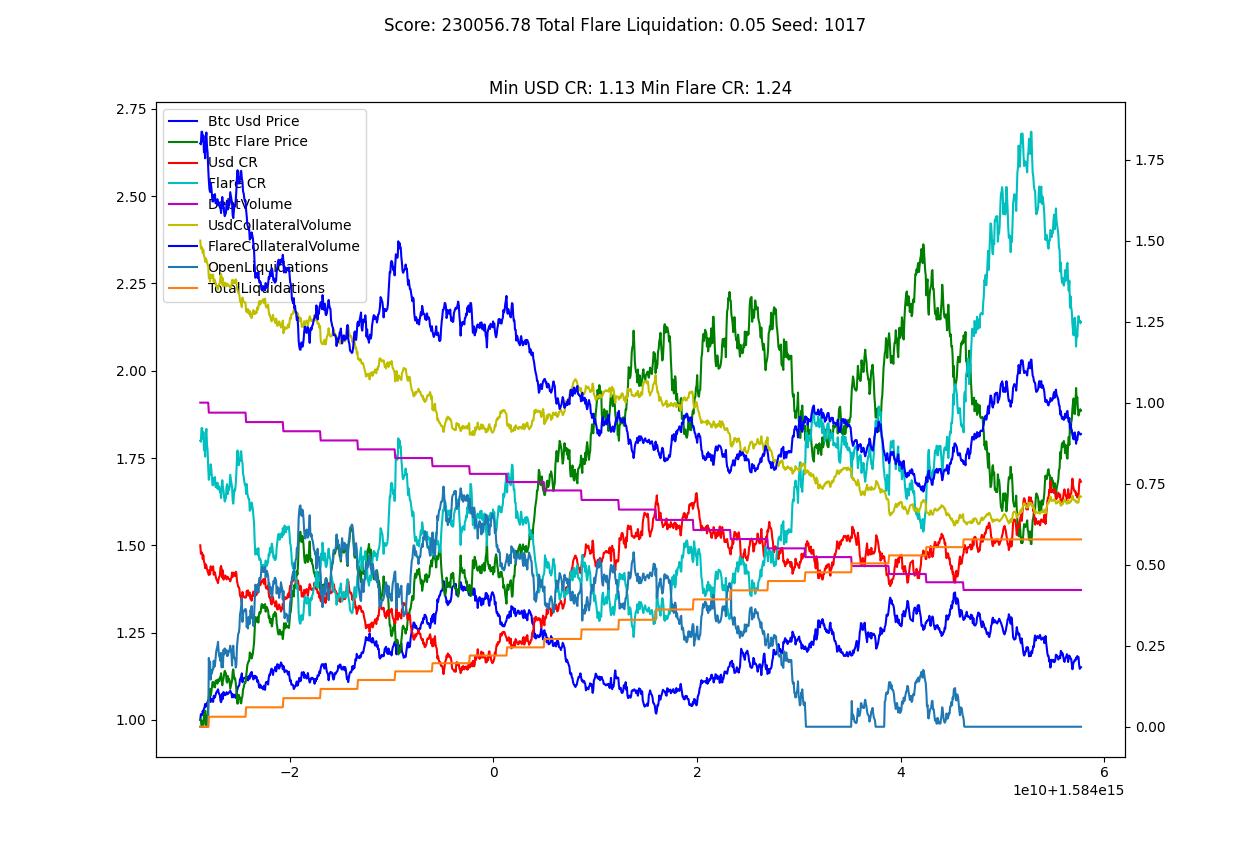 Score: 230056.78 Total Flare Liquidation: 0.05 Seed: 1017
Min USD CR: 1.13 Min Flare CR: 1.24
Btc Usd Price
Btc Flare Price
Usd CR
Flare CR
DebtVolume
UsdCollateralVolume
FlareCollateralVolume
OpenLiquidations
TotalLiquidations
2.75
2.50
2.25
2.00
1.75
1.50
1.25
1.00
1.75
1.50
1.25
1.00
0.75
0.50
0.25
0.00
−2
0
2
4
6
1e10+1.584e15